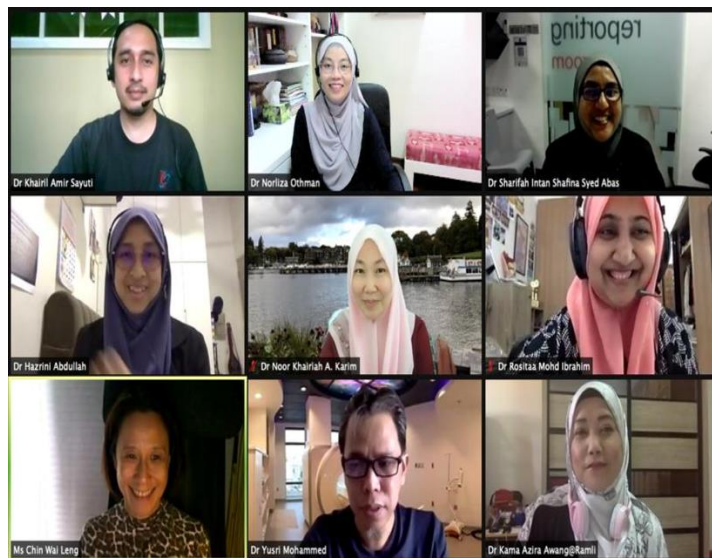 reporting
room
Dr Khairil Amir Sayuti
Dr Norliza Othman
Dr Sharifah Intan Shafina Syed Abas
Dr Hazrini Abdullah
Dr Noor Khairiah A. Karim
Dr Rositaa Mohd Ibrahim
Ms Chin Wai Leng
Dr Yusri Mohammed
Dr Kama Azira Awang@Ramli